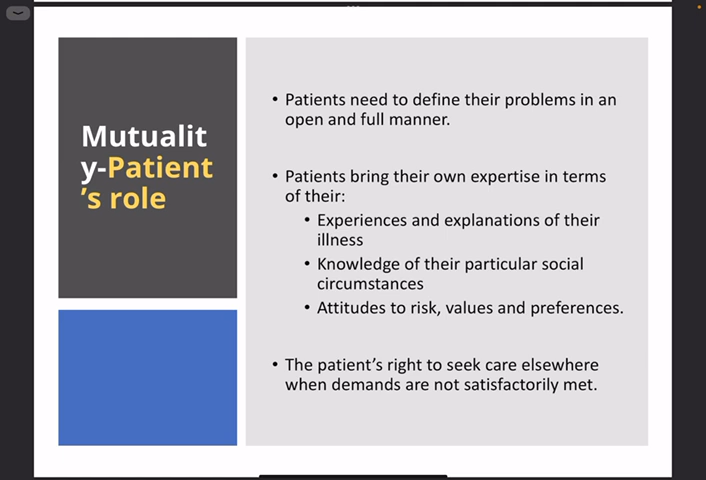 Mutualit
y-Patient
’s role
• Patients need to define their problems in an
open and full manner.
• Patients bring their own expertise in terms
of their:
• Experiences and explanations of their
illness
• Knowledge of their particular social
circumstances
• Attitudes to risk, values and preferences.
• The patient’s right to seek care elsewhere
when demands are not satisfactorily met.